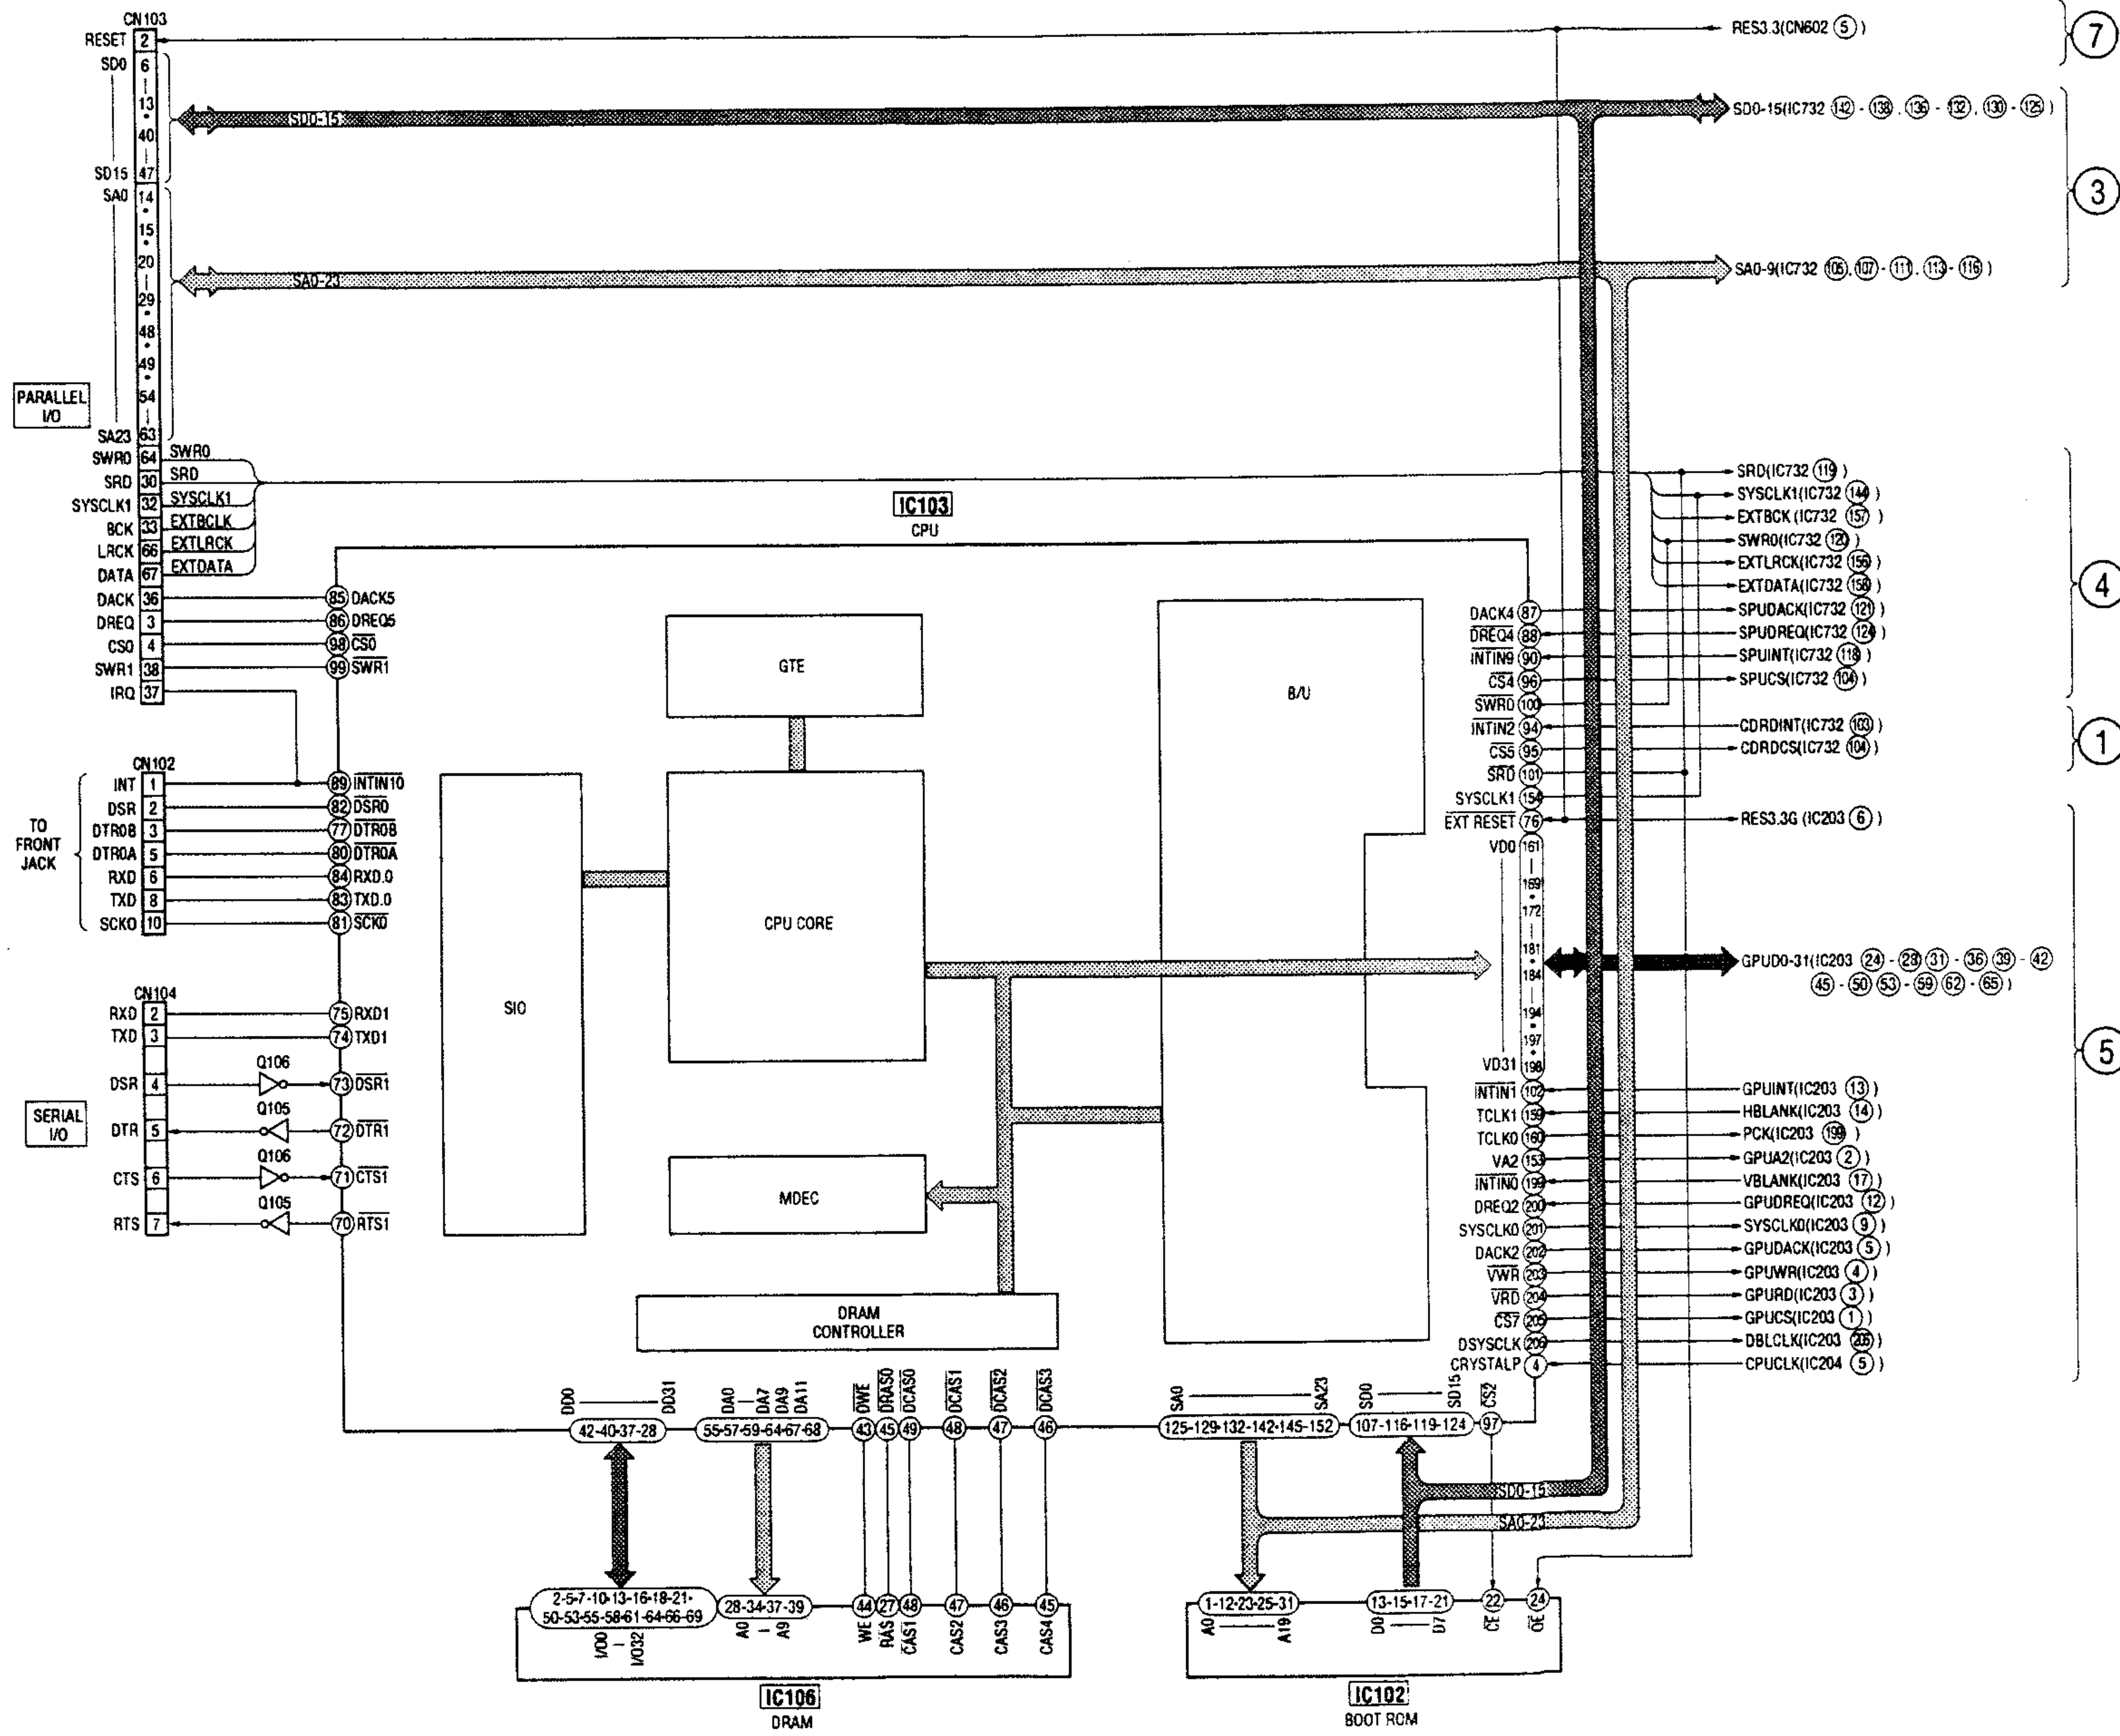 CN103
RESET 2
SD0 6
13
40
SD15 47
SA0 14
15
20
29
48
49
54
SA23 63
SWR0 64 SWR0
SRD 30 SRD
SYSCLK1 32 SYSCLK1
BCK 33 EXTBCLK
LRCK 66 EXTLRCK
DATA 67 EXTDATA
DACK 36 85 DACK5
DREQ 3 86 DREQ5
CS0 4 98 CS0
SWR1 38 99 SWR1
IRQ 37
PARALLEL
I/O
SD0-15
SA0-23
RES3.3(CN602 5 )
7
SD0-15(IC732 142 - 138 . 136 - 132, 130 - 125 )
3
SA0-9(IC732 105, 107 - 111, 113 - 116 )
IC103
CPU
SRD(IC732 119 )
SYSCLK1(IC732 144 )
EXTBCK(IC732 157 )
SWR0(IC732 120 )
EXTLRCK(IC732 156 )
EXTDATA(IC732 158 )
DACK4 87 SPUDACK(IC732 121 )
DREQ4 88 SPUDREQ(IC732 124 )
INTIN9 90 SPUINT(IC732 118 )
CS4 96 SPUCS(IC732 104 )
SWR0 100
4
INTIN2 94 CDRDINT(IC732 103 )
CS5 95 CDRDCS(IC732 104 )
1
SRD 101
SYSCLK1 154
EXT RESET 76 RES3.3G (IC203 6 )
VD0 161
169
172
181
184
194
197
VD31 198
GPUD0-31(IC203 24 - 28 31 - 36 39 - 42
45 - 50 53 - 59 62 - 65 )
5
INTIN1 102 GPUINT(IC203 13 )
TCLK1 159 HBLANK(IC203 14 )
TCLK0 160 PCK(IC203 199 )
VA2 153 GPUA2(IC203 2 )
INTIN0 199 VBLANK(IC203 17 )
DREQ2 200 GPUDREQ(IC203 12 )
SYSCLK0 201 SYSCLK0(IC203 9 )
DACK2 202 GPUDACK(IC203 5 )
VWR 203 GPUWR(IC203 4 )
VRD 204 GPURD(IC203 3 )
CS7 205 GPUCS(IC203 1 )
DSYSCLK 206 DBLCLK(IC203 )
CRYSTALP 4 CPUCLK(IC204 5 )
GTE
B/U
CPU CORE
SIO
MDEC
DRAM
CONTROLLER
TO
FRONT
JACK
CN102
INT 1 89 INTIN10
DSR 2 82 DSR0
DTR0B 3 77 DTR0B
DTR0A 5 80 DTR0A
RXD 6 84 RXD.0
TXD 8 83 TXD.0
SCK0 10 81 SCK0
CN104
RXD 2 75 RXD1
TXD 3 74 TXD1
DSR 4 Q106 73 DSR1
DTR 5 Q105 72 DTR1
CTS 6 Q106 71 CTS1
RTS 7 Q105 70 RTS1
SERIAL
I/O
DD0 DD31
42-40-37-28
DA0 DA7 DA9 DA11
55-57-59-64-67-68
DWE DRAS0 DCAS0 DCAS1 DCAS2 DCAS3
43 45 49 48 47 46
SA0 SA23
125-129-132-142-145-152
SD0 SD15
107-116-119-124
CS2
97
SD0-15
SA0-23
2-5-7-10-13-16-18-21-
50-53-55-58-61-64-66-69
I/O0 I/O32
28-34-37-39
A0 A9
44 27 48 47 46 45
WE RAS CAS1 CAS2 CAS3 CAS4
1-12-23-25-31
A0 A19
13-15-17-21
D0 D7
22 24
CE OE
IC106
DRAM
IC102
BOOT ROM